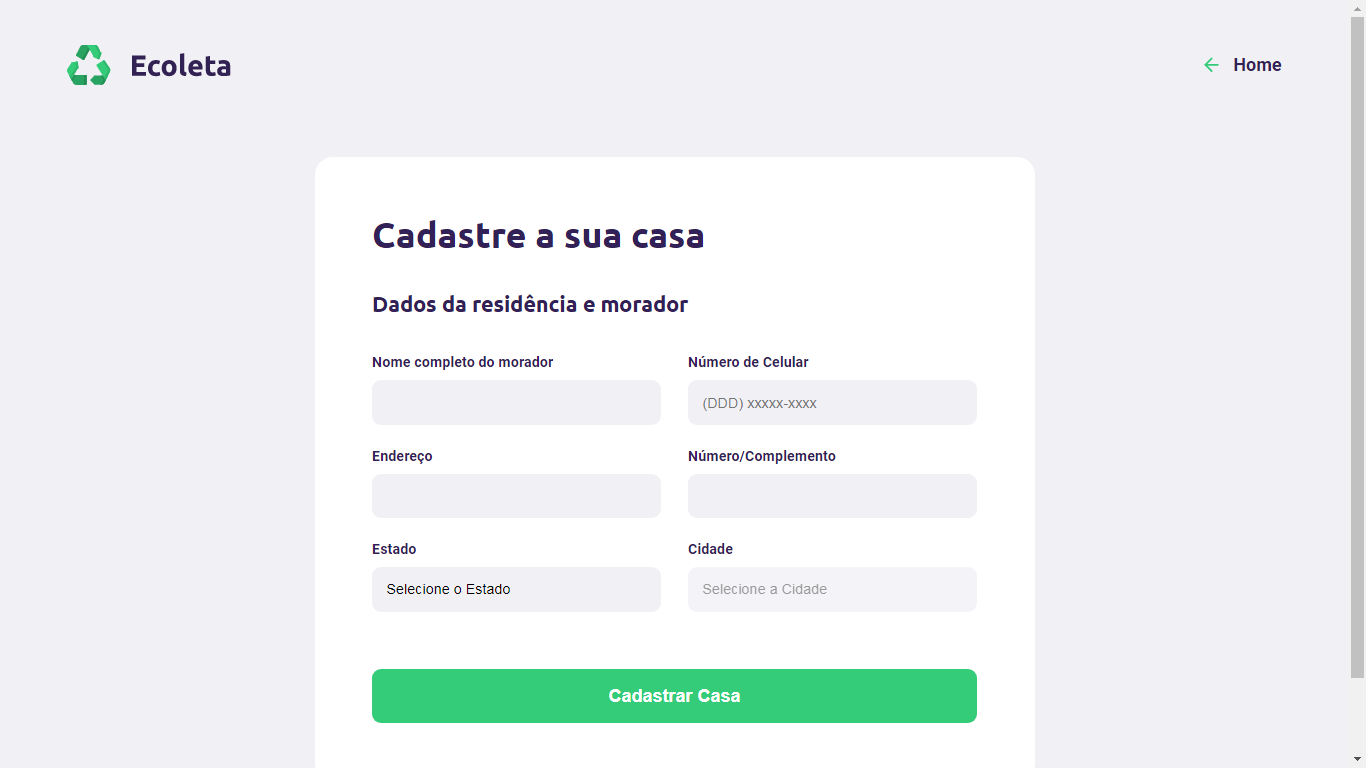 Ecoleta
Home
Cadastre a sua casa
Dados da residência e morador
Nome completo do morador
Número de Celular
(DDD) xxxxx-xxxx
Endereço
Número/Complemento
Estado
Cidade
Selecione o Estado
Selecione a Cidade
Cadastrar Casa